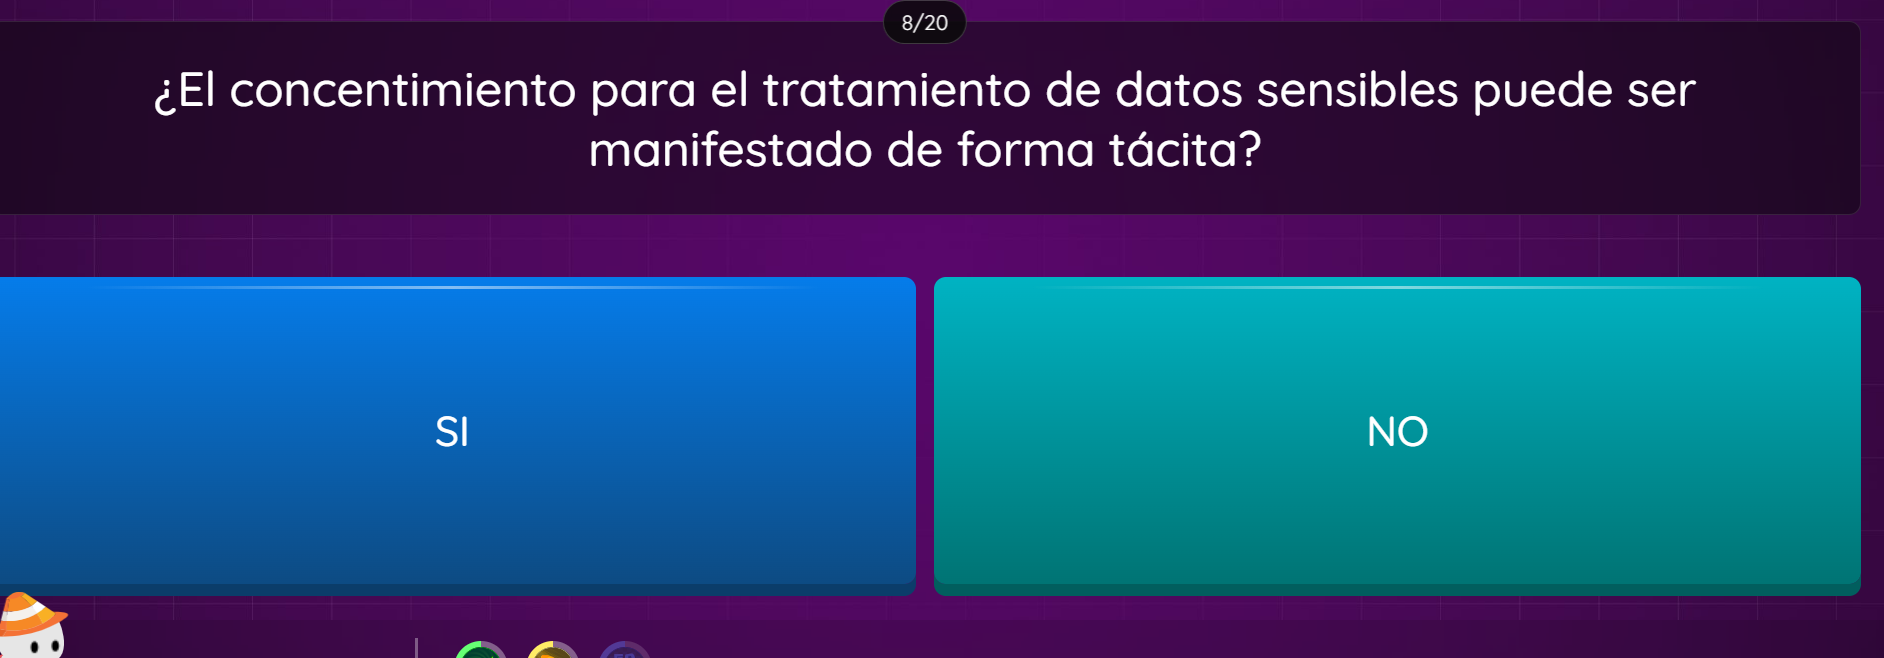 8/20
¿El concentimiento para el tratamiento de datos sensibles puede ser
manifestado de forma tácita?
SI
NO